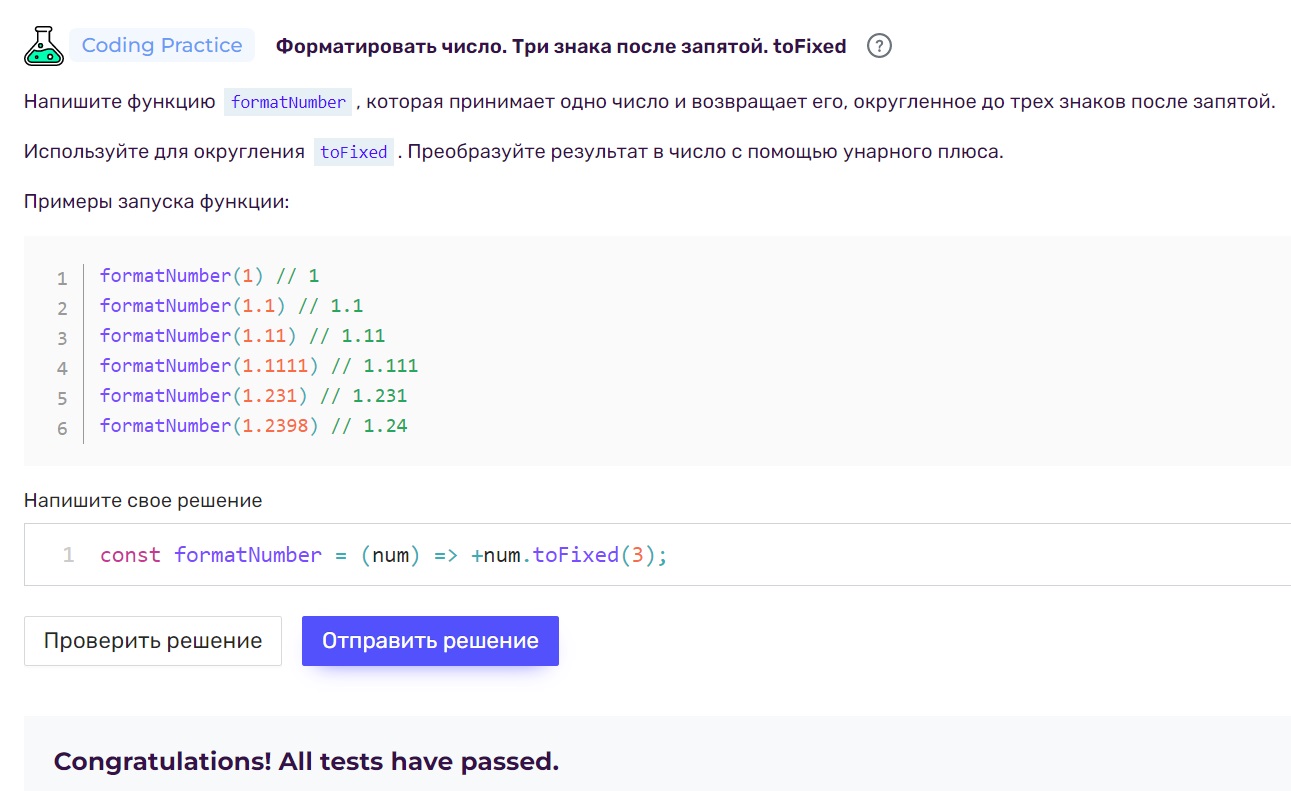 Coding Practice Форматировать число. Три знака после запятой. toFixed ?
Напишите функцию formatNumber , которая принимает одно число и возвращает его, округленное до трех знаков после запятой.
Используйте для округления toFixed . Преобразуйте результат в число с помощью унарного плюса.
Примеры запуска функции:
1 formatNumber(1) // 1
2 formatNumber(1.1) // 1.1
3 formatNumber(1.11) // 1.11
4 formatNumber(1.1111) // 1.111
5 formatNumber(1.231) // 1.231
6 formatNumber(1.2398) // 1.24
Напишите свое решение
1 const formatNumber = (num) => +num.toFixed(3);
Проверить решение Отправить решение
Congratulations! All tests have passed.